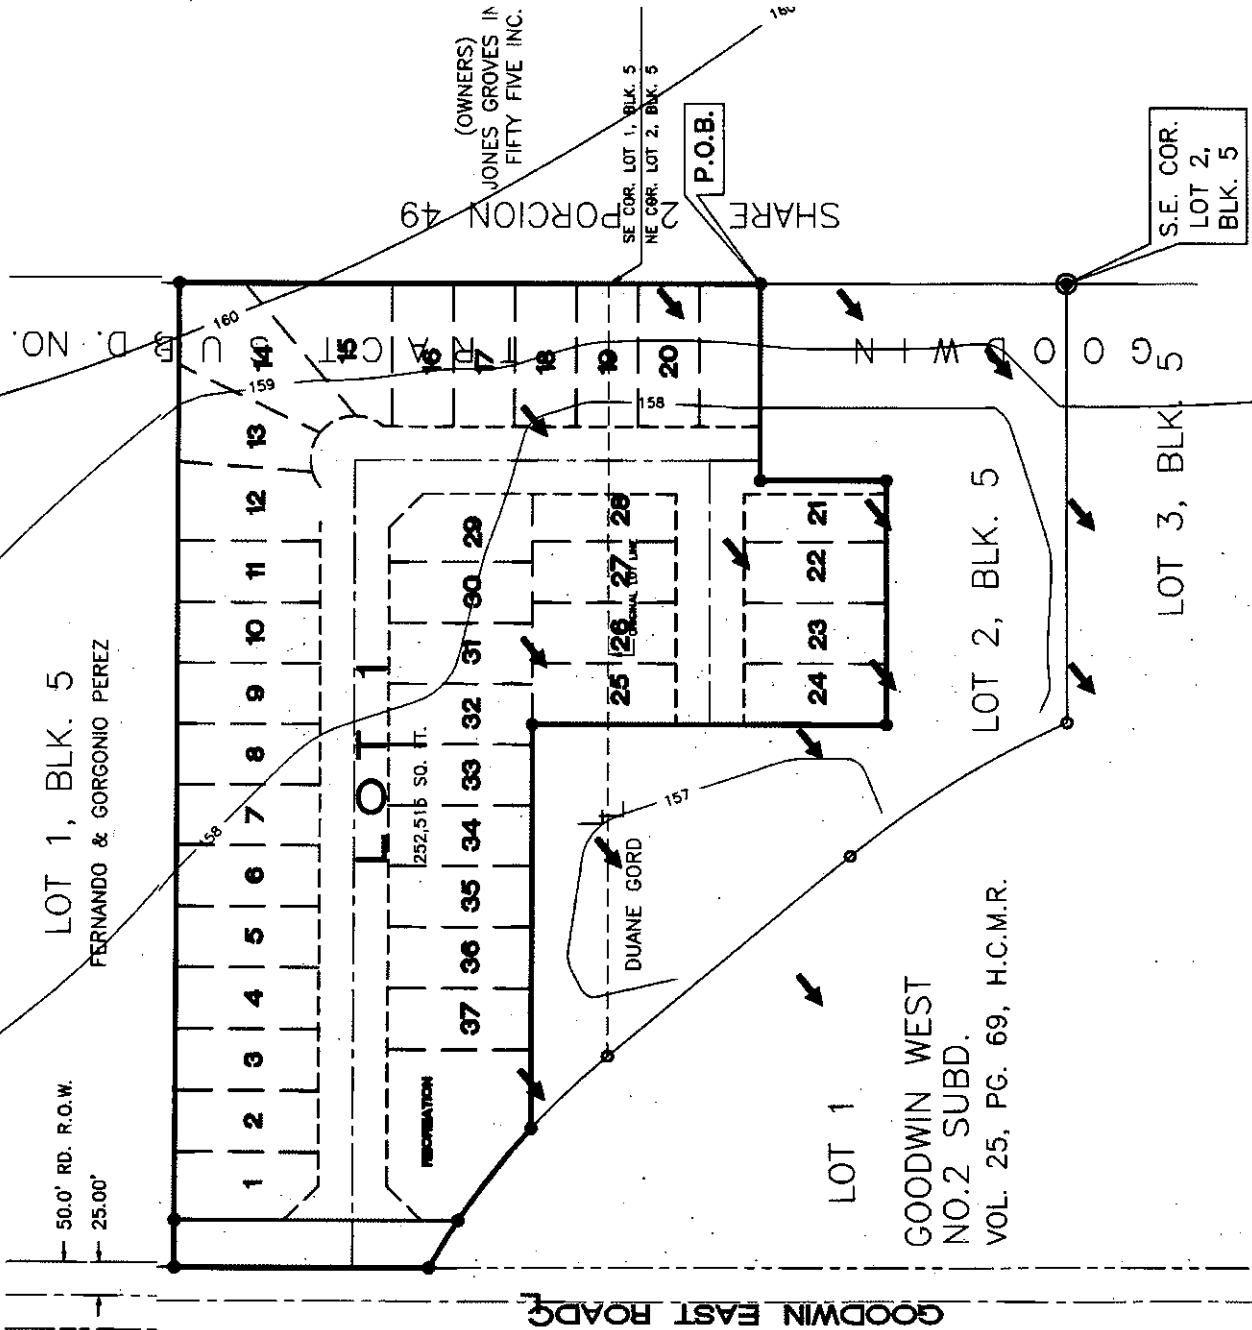 (OWNERS)
JONES GROVES IN
FIFTY FIVE INC.
160
SE COR. LOT 1, BLK. 5
NE COR. LOT 2, BLK. 5
P.O.B.
SHARE 2 PORCION 49
S.E. COR.
LOT 2,
BLK. 5
GOODWIN TRACT SUBD. NO.
160
159
158
158
157
LOT 1, BLK. 5
FERNANDO & GORGONIO PEREZ
50.0' RD. R.O.W.
25.00'
1
2
3
4
5
6
7
8
9
10
11
12
13
14
15
16
17
18
19
20
21
22
23
24
25
26
27
28
29
30
31
32
33
34
35
36
37
LOT 1
252,515 SQ. FT.
ORIGINAL LOT LINE
RECREATION
DUANE GORD
LOT 2, BLK. 5
LOT 3, BLK. 5
LOT 1
GOODWIN WEST
NO.2 SUBD.
VOL. 25, PG. 69, H.C.M.R.
GOODWIN EAST ROAD